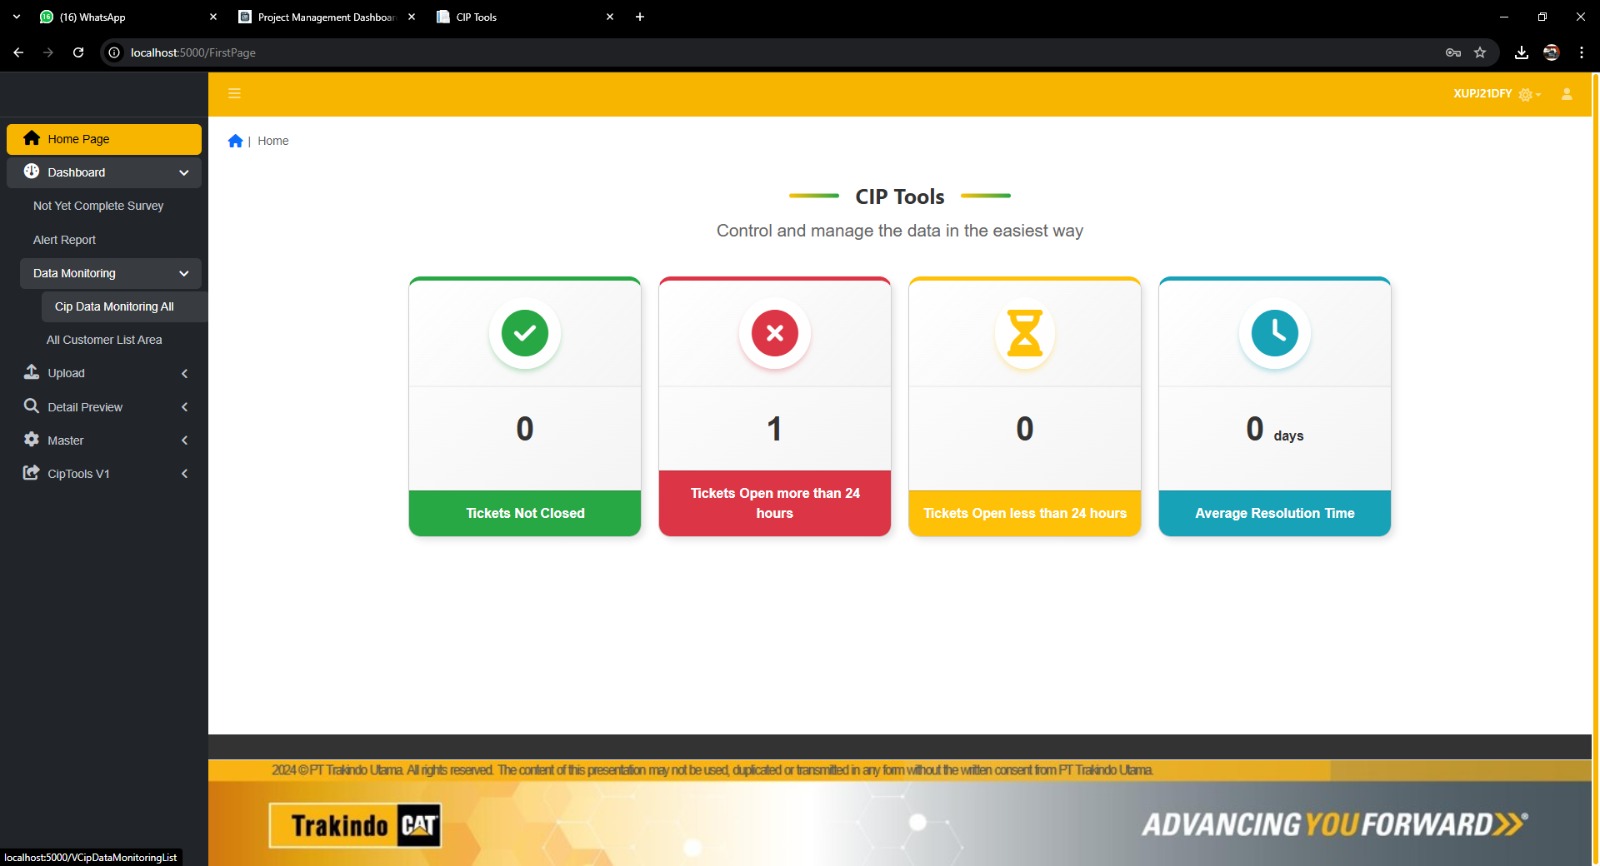 (16) WhatsApp
Project Management Dashboar
CIP Tools
localhost:5000/FirstPage
XUPJ21DFY
Home Page
Dashboard
Not Yet Complete Survey
Alert Report
Data Monitoring
Cip Data Monitoring All
All Customer List Area
Upload
Detail Preview
Master
CipTools V1
| Home
CIP Tools
Control and manage the data in the easiest way
0
Tickets Not Closed
1
Tickets Open more than 24
hours
0
Tickets Open less than 24 hours
0 days
Average Resolution Time
2024 © PT Trakindo Utama. All rights reserved. The content of this presentation may not be used, duplicated or transmitted in any form without the written consent from PT Trakindo Utama.
Trakindo CAT
ADVANCING YOU FORWARD
localhost:5000/VCipDataMonitoringList